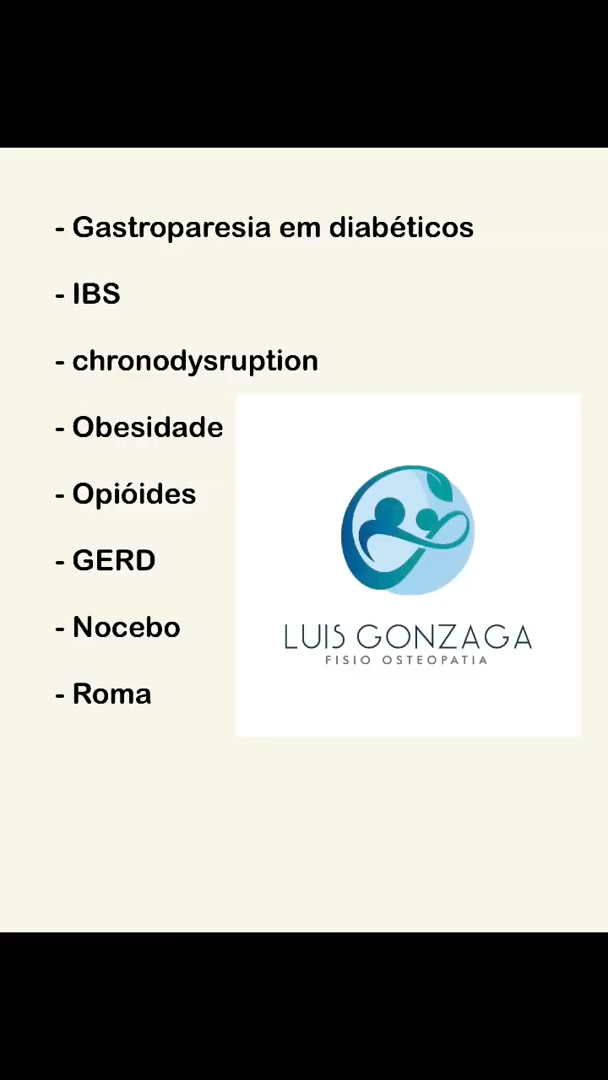 - Gastroparesia em diabéticos
- IBS
- chronodysruption
- Obesidade
- Opióides
- GERD
- Nocebo
- Roma
LUIS GONZAGA
FISIO OSTEOPATIA